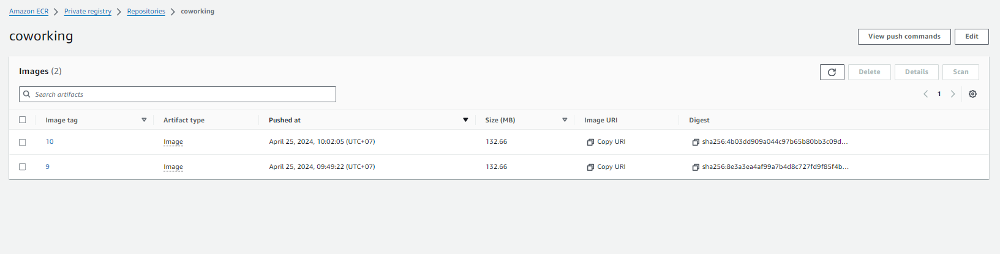 Amazon ECR > Private registry > Repositories > coworking
coworking
View push commands Edit
Images (2)
Delete Details Scan
Search artifacts
1
Image tag Artifact type Pushed at Size (MB) Image URI Digest
10 Image April 25, 2024, 10:02:05 (UTC+07) 132.66 Copy URI sha256:4b03dd909a044c97b65b80bb3c09d...
9 Image April 25, 2024, 09:49:22 (UTC+07) 132.66 Copy URI sha256:8e3a3ea4af99a7b4d8c727fd9f85f4b...